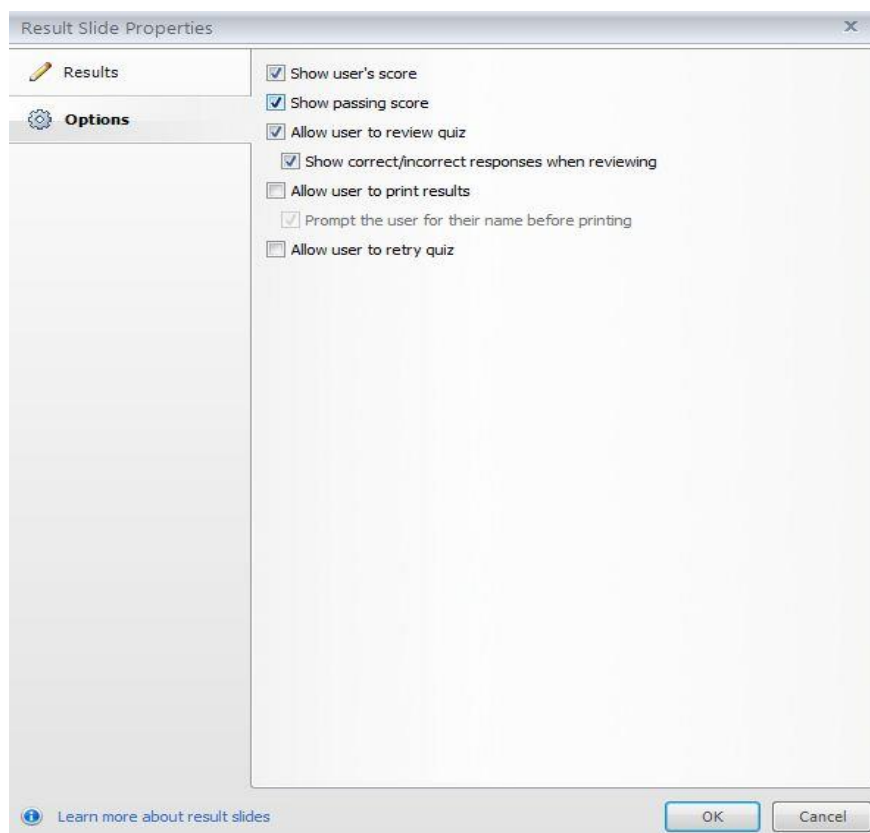 Result Slide Properties
Results
Options
Show user's score
Show passing score
Allow user to review quiz
Show correct/incorrect responses when reviewing
Allow user to print results
Prompt the user for their name before printing
Allow user to retry quiz
Learn more about result slides
OK
Cancel